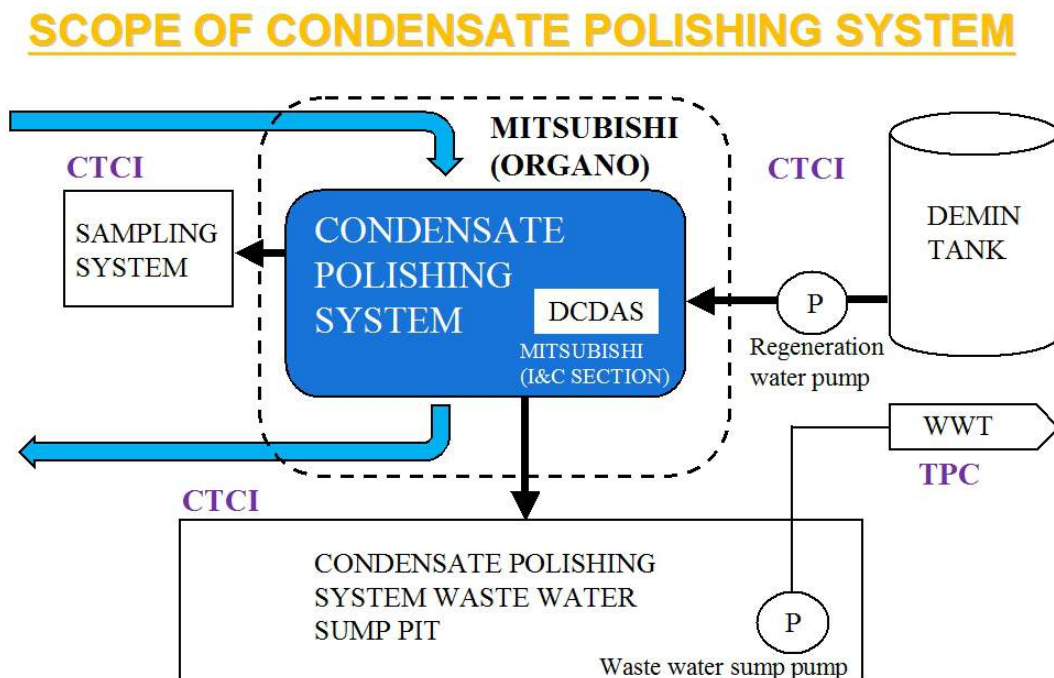 SCOPE OF CONDENSATE POLISHING SYSTEM
MITSUBISHI
(ORGANO)
CTCI
SAMPLING
SYSTEM
CONDENSATE
POLISHING
SYSTEM
DCDAS
MITSUBISHI
(I&C SECTION)
CTCI
P
Regeneration
water pump
DEMIN
TANK
WWT
TPC
CTCI
CONDENSATE POLISHING
SYSTEM WASTE WATER
SUMP PIT
P
Waste water sump pump